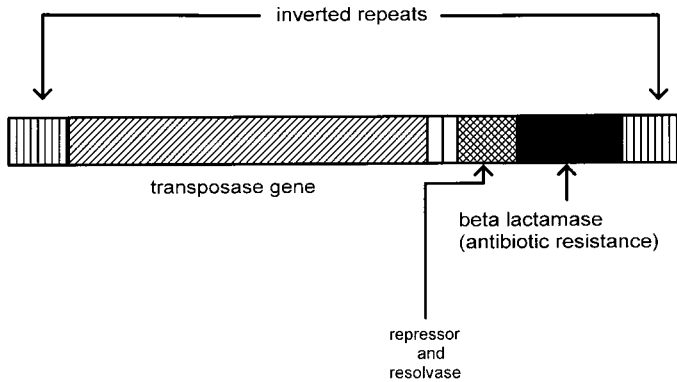 inverted repeats
transposase gene
beta lactamase
(antibiotic resistance)
repressor
and
resolvase